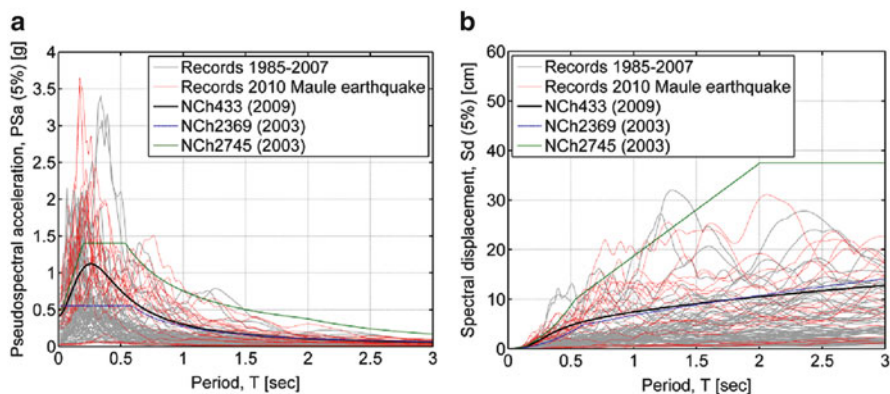 a
Pseudospectral acceleration, PSa (5%) [g]
4
3.5
3
2.5
2
1.5
1
0.5
0
0
0.5
1
1.5
2
2.5
3
Period, T [sec]
Records 1985-2007
Records 2010 Maule earthquake
NCh433 (2009)
NCh2369 (2003)
NCh2745 (2003)
b
Spectral displacement, Sd (5%) [cm]
60
50
40
30
20
10
0
0
0.5
1
1.5
2
2.5
3
Period, T [sec]
Records 1985-2007
Records 2010 Maule earthquake
NCh433 (2009)
NCh2369 (2003)
NCh2745 (2003)